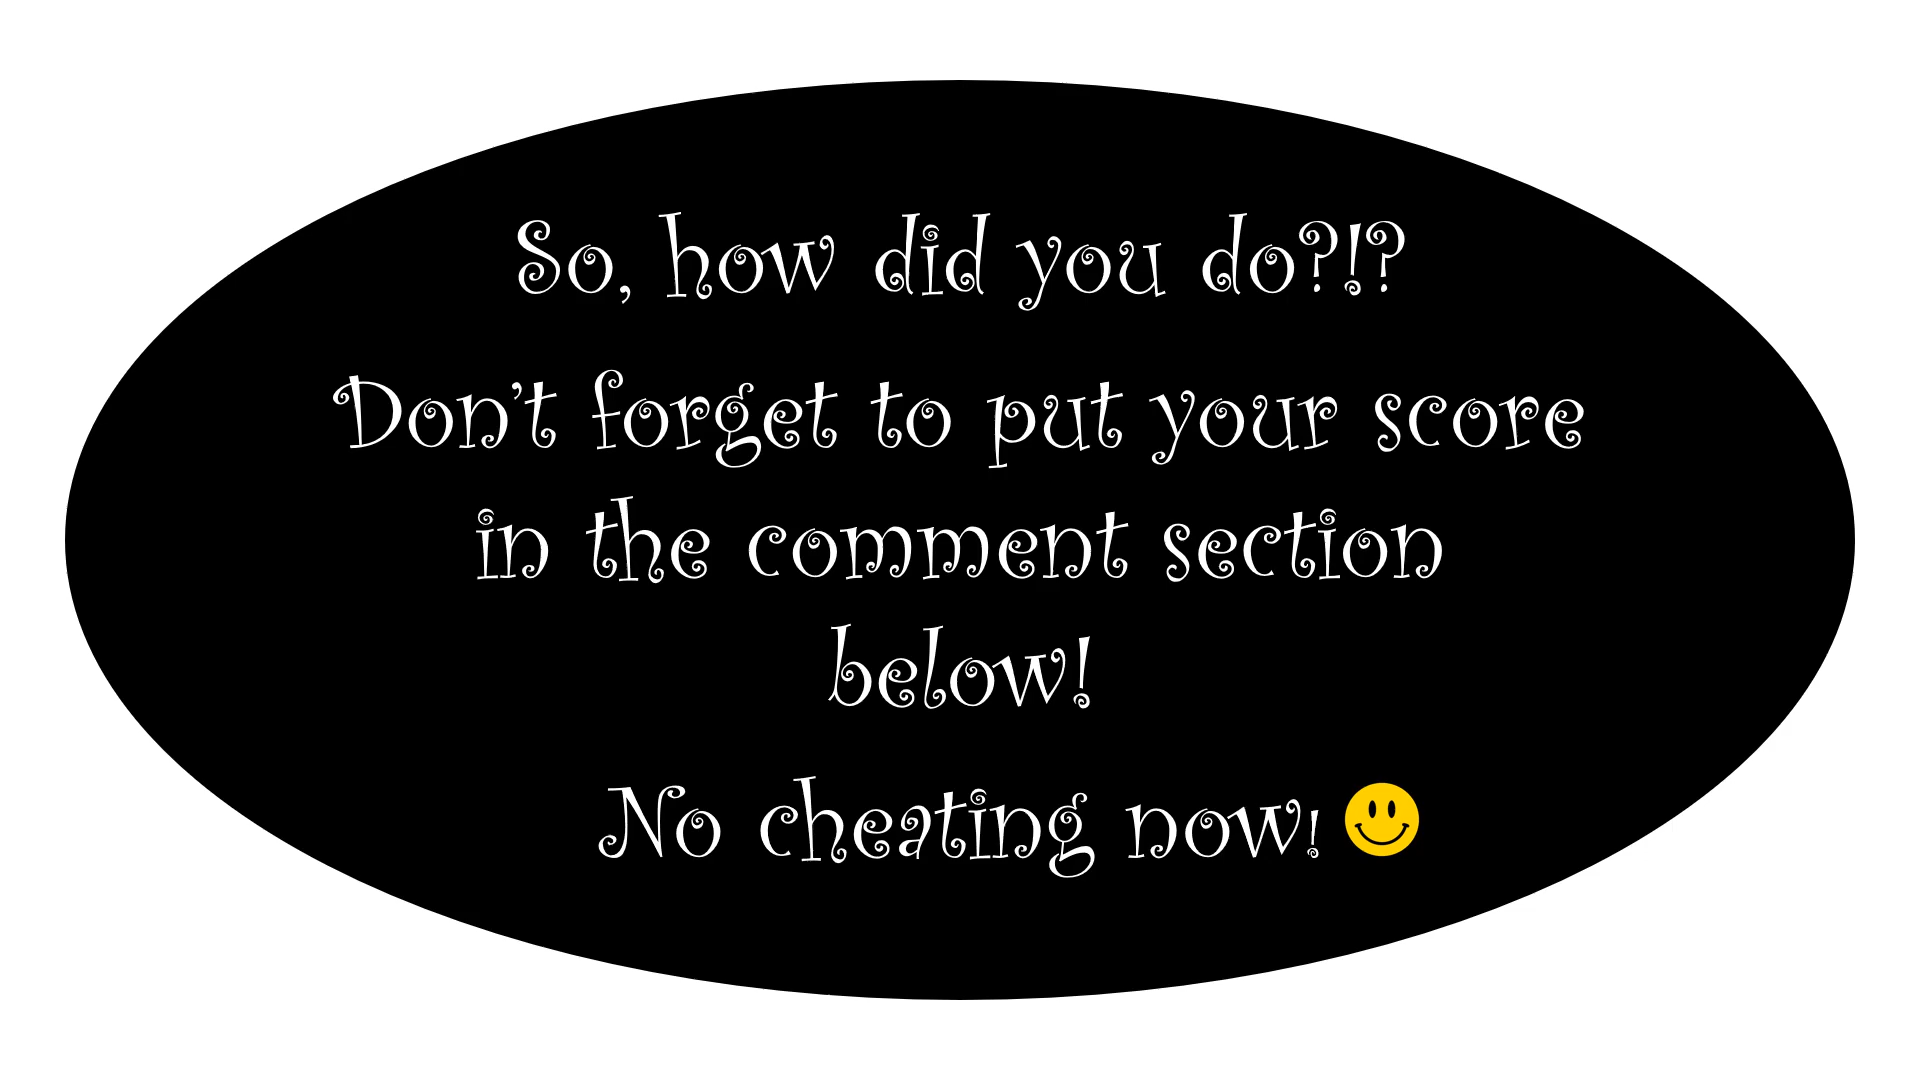 So, how did you do?!?
Don't forget to put your score
in the comment section
below!
No cheating now!